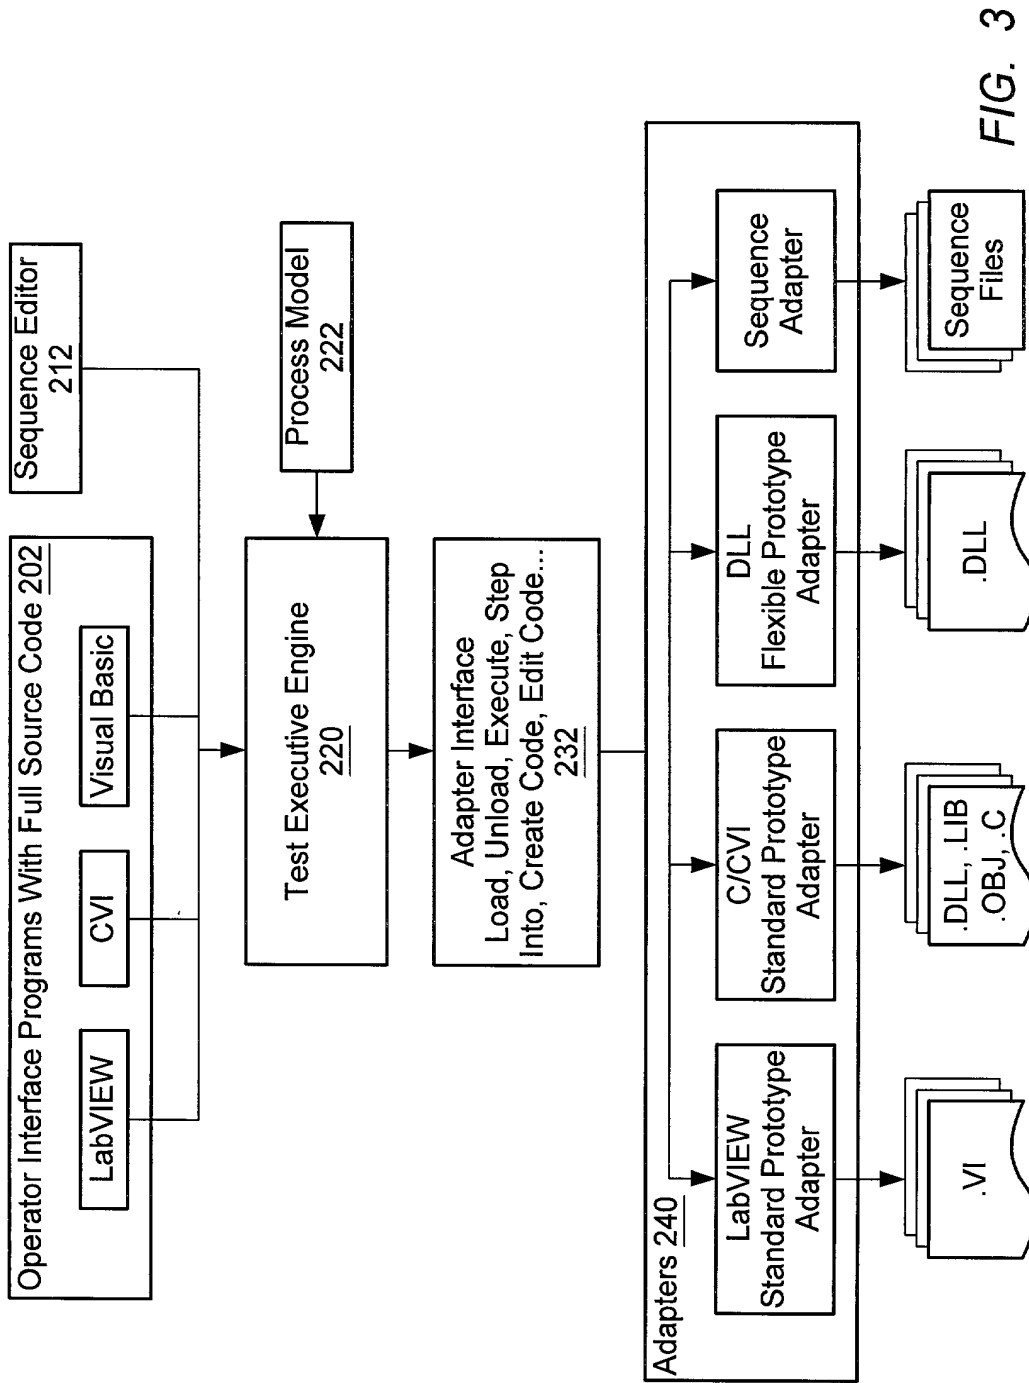 Operator Interface Programs With Full Source Code 202
LabVIEW
CVI
Visual Basic
Sequence Editor
212
Test Executive Engine
220
Process Model
222
Adapter Interface
Load, Unload, Execute, Step
Into, Create Code, Edit Code...
232
Adapters 240
LabVIEW
Standard Prototype
Adapter
C/CVI
Standard Prototype
Adapter
DLL
Flexible Prototype
Adapter
Sequence
Adapter
.VI
.DLL, .LIB
.OBJ, .C
.DLL
Sequence
Files
FIG. 3